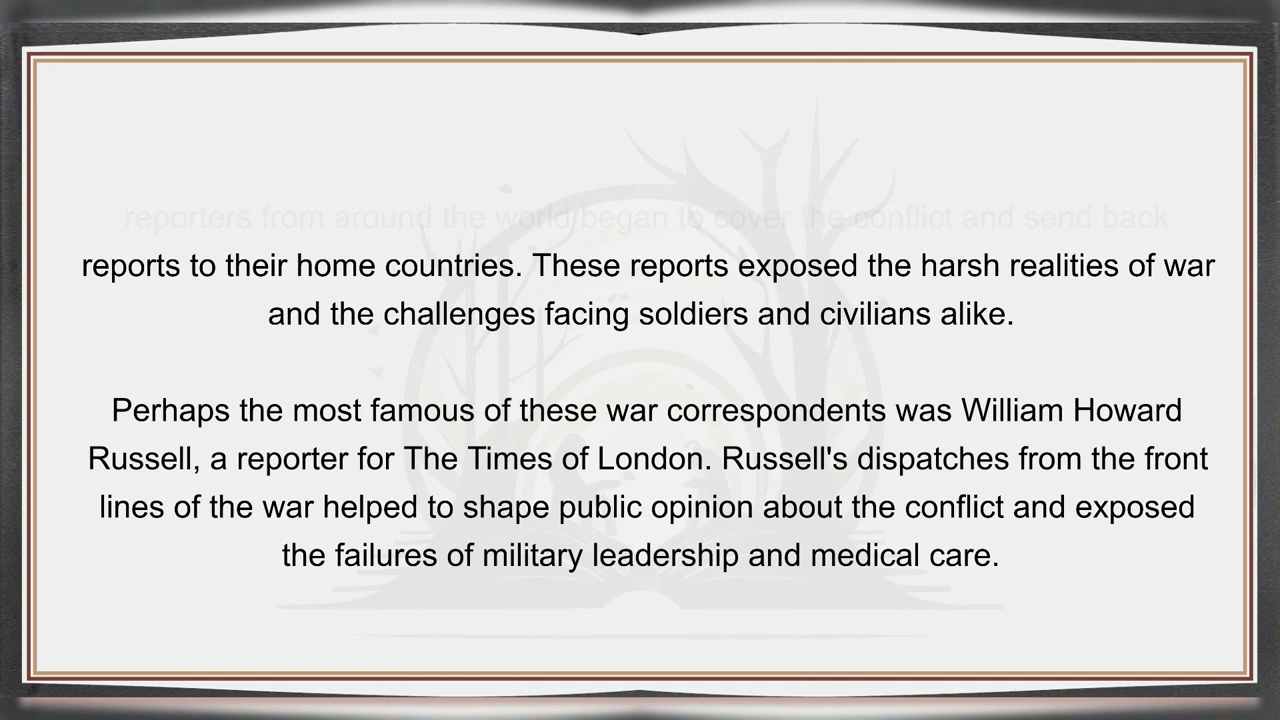 reporters from around the world began to cover the conflict and send back
reports to their home countries. These reports exposed the harsh realities of war
and the challenges facing soldiers and civilians alike.
Perhaps the most famous of these war correspondents was William Howard
Russell, a reporter for The Times of London. Russell's dispatches from the front
lines of the war helped to shape public opinion about the conflict and exposed
the failures of military leadership and medical care.